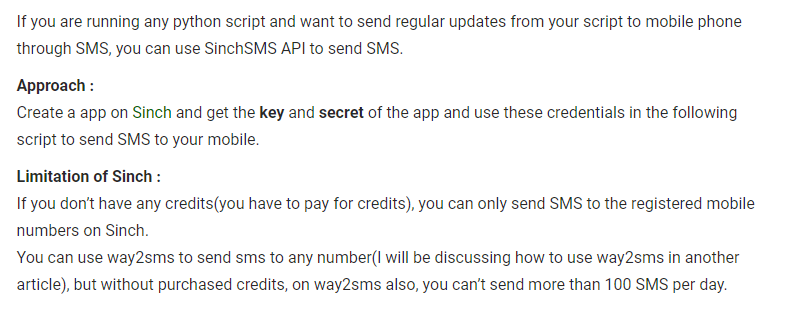 If you are running any python script and want to send regular updates from your script to mobile phone
through SMS, you can use SinchSMS API to send SMS.
Approach :
Create a app on Sinch and get the key and secret of the app and use these credentials in the following
script to send SMS to your mobile.
Limitation of Sinch :
If you don’t have any credits(you have to pay for credits), you can only send SMS to the registered mobile
numbers on Sinch.
You can use way2sms to send sms to any number(I will be discussing how to use way2sms in another
article), but without purchased credits, on way2sms also, you can’t send more than 100 SMS per day.